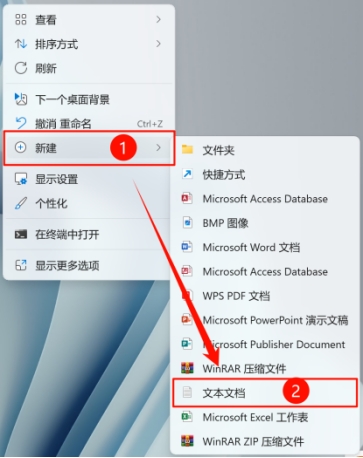 查看
排序方式
刷新
下一个桌面背景
撤消 重命名 Ctrl+Z
新建 1
显示设置
个性化
在终端中打开
显示更多选项
文件夹
快捷方式
Microsoft Access Database
BMP 图像
Microsoft Word 文档
Microsoft Access Database
WPS PDF 文档
Microsoft PowerPoint 演示文稿
Microsoft Publisher Document
WinRAR 压缩文件
文本文档 2
Microsoft Excel 工作表
WinRAR ZIP 压缩文件